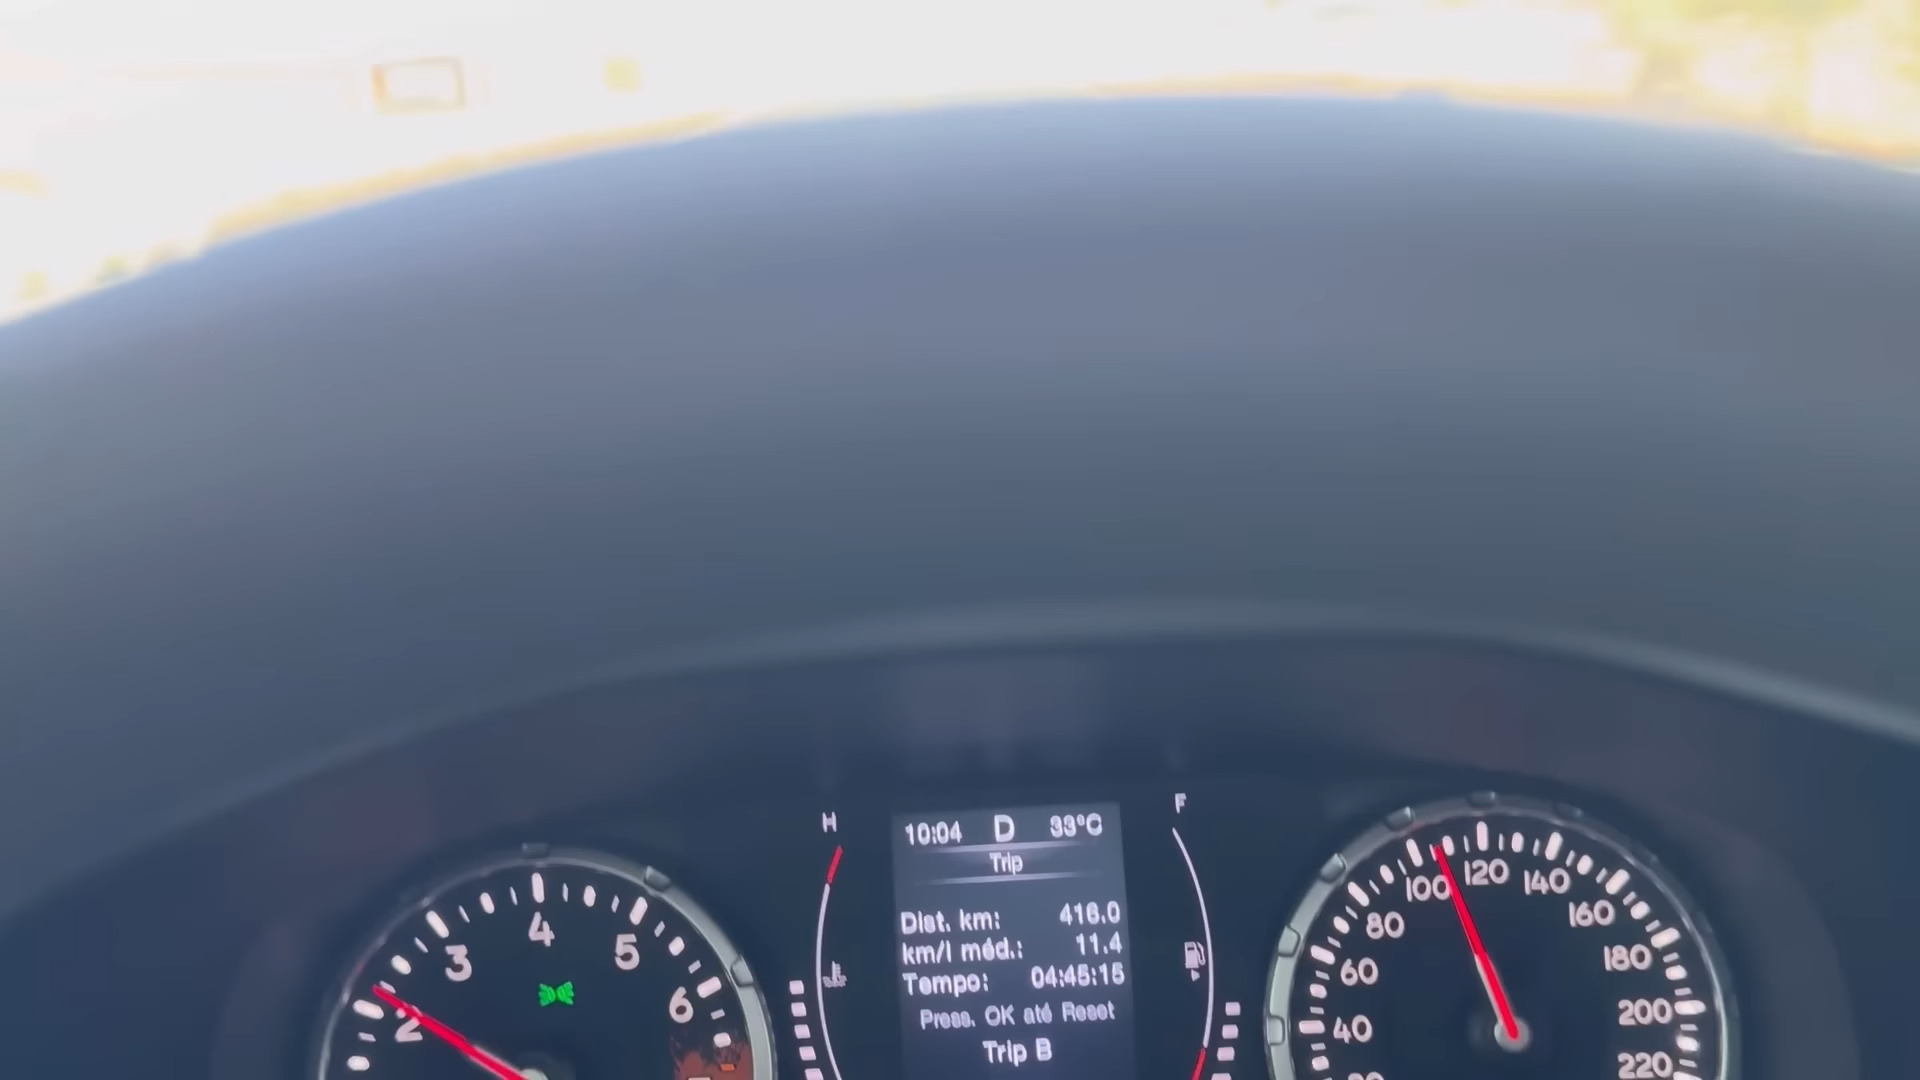 H
F
10:04 D 33°C
Trip
Dist. km: 416.0
km/l méd.: 11.4
Tempo: 04:45:15
Press. OK até Reset
Trip B
2
3
4
5
6
40
60
80
100
120
140
160
180
200
220